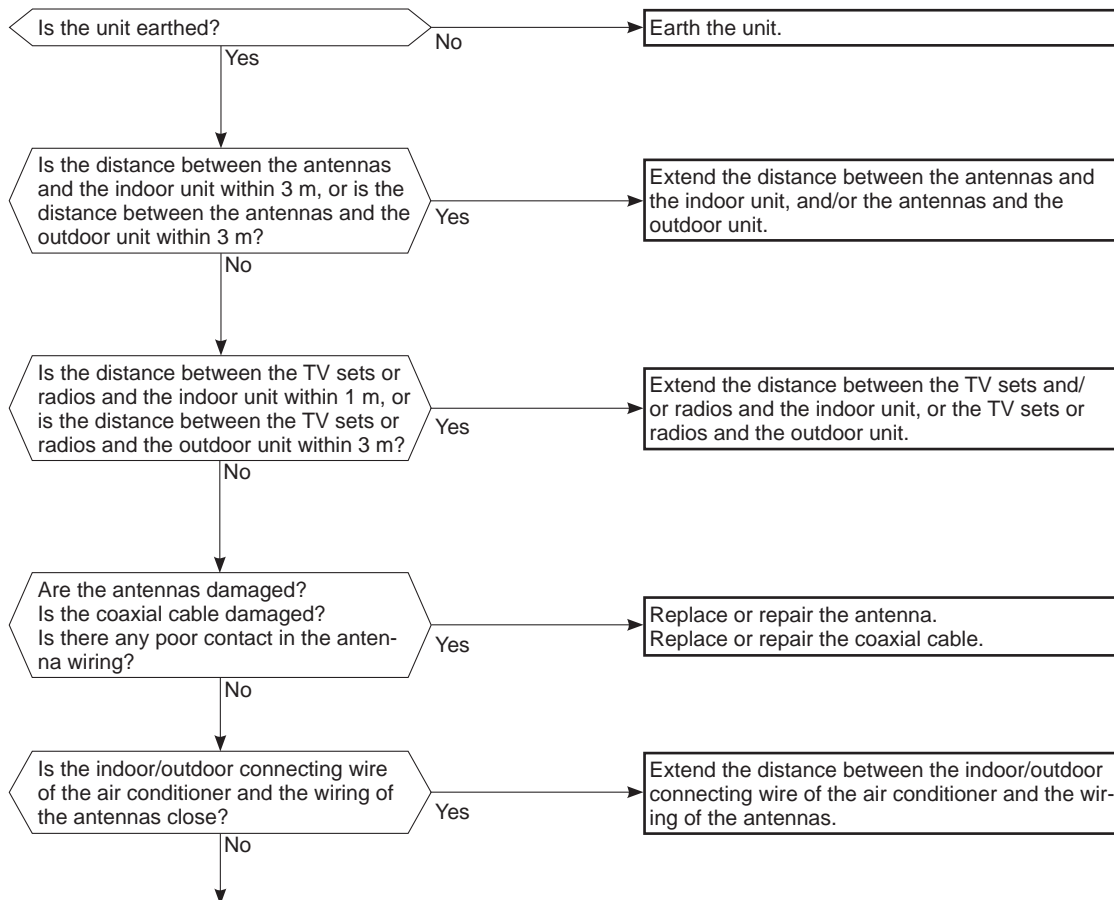 Is the unit earthed?
No
Earth the unit.
Yes
Is the distance between the antennas
and the indoor unit within 3 m, or is the
distance between the antennas and the
outdoor unit within 3 m?
Yes
Extend the distance between the antennas and
the indoor unit, and/or the antennas and the
outdoor unit.
No
Is the distance between the TV sets or
radios and the indoor unit within 1 m, or
is the distance between the TV sets or
radios and the outdoor unit within 3 m?
Yes
Extend the distance between the TV sets and/
or radios and the indoor unit, or the TV sets or
radios and the outdoor unit.
No
Are the antennas damaged?
Is the coaxial cable damaged?
Is there any poor contact in the anten-
na wiring?
Yes
Replace or repair the antenna.
Replace or repair the coaxial cable.
No
Is the indoor/outdoor connecting wire
of the air conditioner and the wiring of
the antennas close?
Yes
Extend the distance between the indoor/outdoor
connecting wire of the air conditioner and the wir-
ing of the antennas.
No